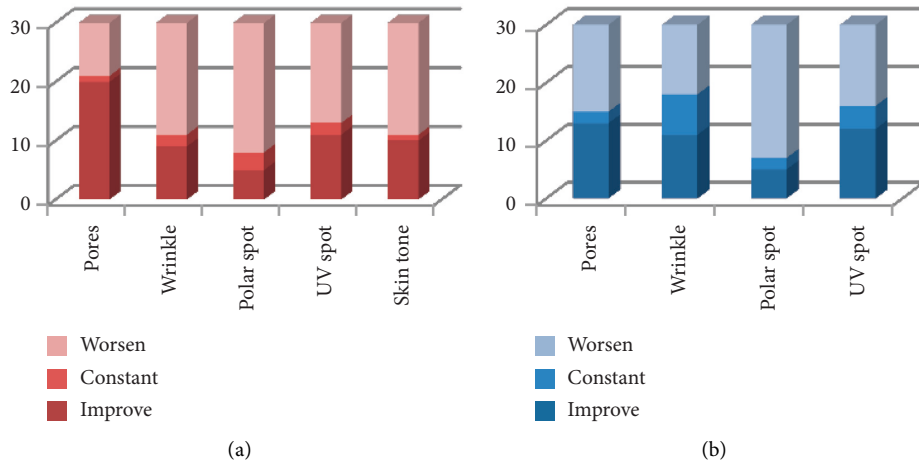 30
20
10
0
Pores
Wrinkle
Polar spot
UV spot
Skin tone
Worsen
Constant
Improve
(a)
30
20
10
0
Pores
Wrinkle
Polar spot
UV spot
Worsen
Constant
Improve
(b)